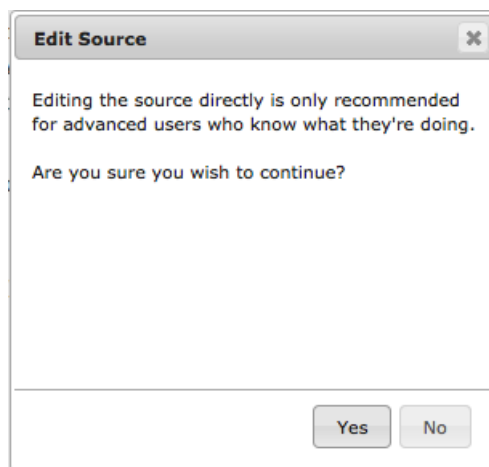 Edit Source
Editing the source directly is only recommended
for advanced users who know what they're doing.
Are you sure you wish to continue?
Yes
No